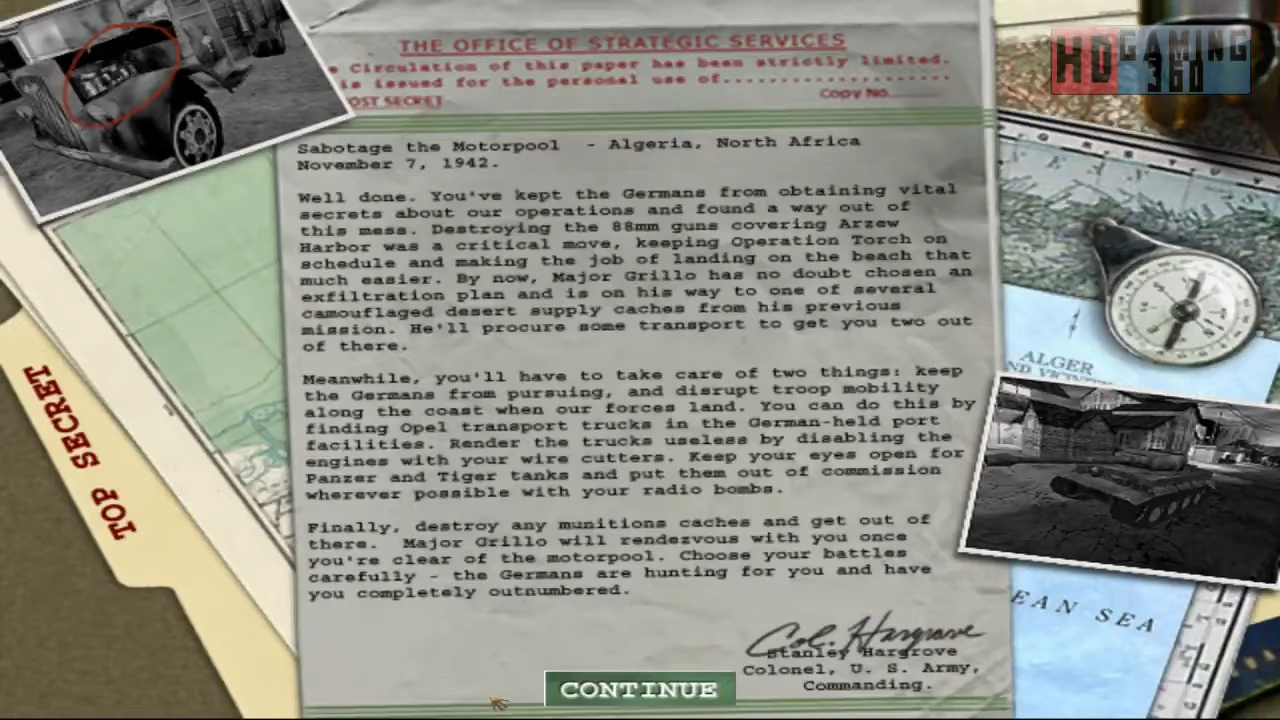 THE OFFICE OF STRATEGIC SERVICES
e Circulation of this paper has been strictly limited.
is issued for the personal use of......................
OST SECRET
Copy No.
HD GAMING 360
Sabotage the Motorpool - Algeria, North Africa
November 7, 1942.
Well done. You've kept the Germans from obtaining vital
secrets about our operations and found a way out of
this mess. Destroying the 88mm guns covering Arzew
Harbor was a critical move, keeping Operation Torch on
schedule and making the job of landing on the beach that
much easier. By now, Major Grillo has no doubt chosen an
exfiltration plan and is on his way to one of several
camouflaged desert supply caches from his previous
mission. He'll procure some transport to get you two out
of there.
Meanwhile, you'll have to take care of two things: keep
the Germans from pursuing, and disrupt troop mobility
along the coast when our forces land. You can do this by
finding Opel transport trucks in the German-held port
facilities. Render the trucks useless by disabling the
engines with your wire cutters. Keep your eyes open for
Panzer and Tiger tanks and put them out of commission
wherever possible with your radio bombs.
Finally, destroy any munitions caches and get out of
there. Major Grillo will rendezvous with you once
you're clear of the motorpool. Choose your battles
carefully - the Germans are hunting for you and have
you completely outnumbered.
Col. Hargrove
Stanley Hargrove
Colonel, U. S. Army,
Commanding.
CONTINUE
TOP SECRET
ALGER
EAN SEA